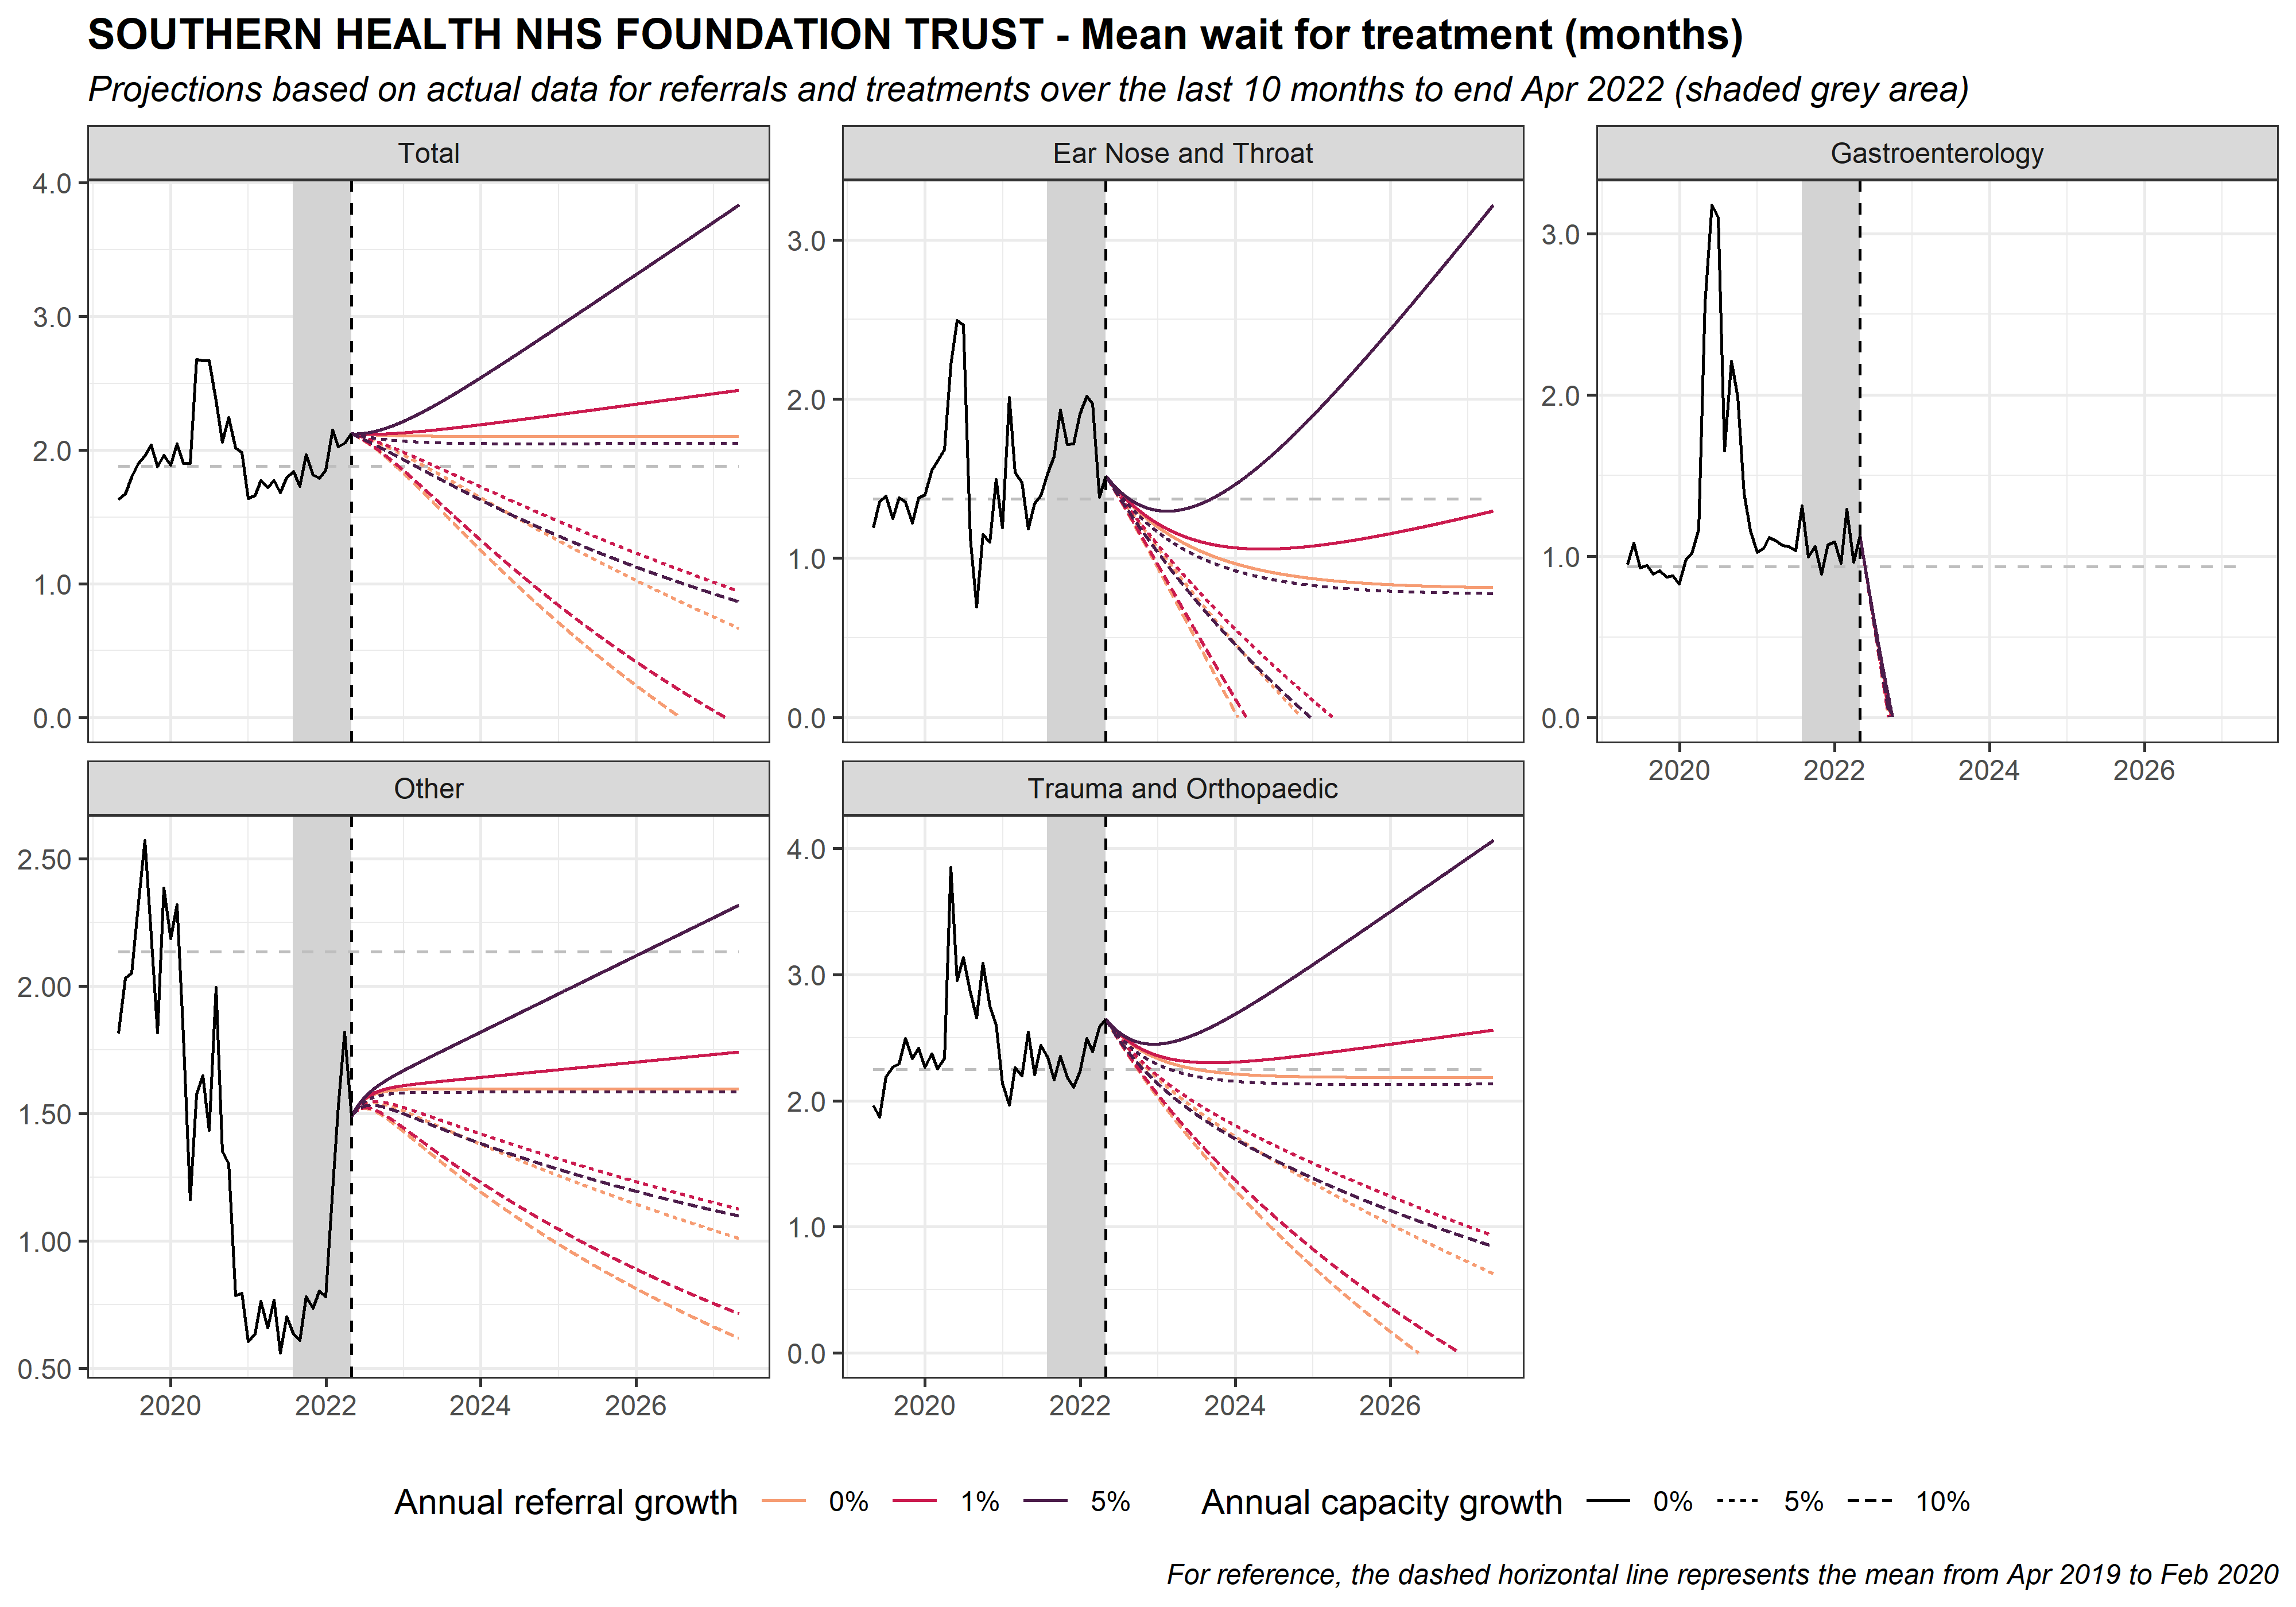 SOUTHERN HEALTH NHS FOUNDATION TRUST - Mean wait for treatment (months)
Projections based on actual data for referrals and treatments over the last 10 months to end Apr 2022 (shaded grey area)
Total
4.0
3.0
2.0
1.0
0.0
Ear Nose and Throat
3.0
2.0
1.0
0.0
Gastroenterology
3.0
2.0
1.0
0.0
2020 2022 2024 2026
Other
2.50
2.00
1.50
1.00
0.50
2020 2022 2024 2026
Trauma and Orthopaedic
4.0
3.0
2.0
1.0
0.0
2020 2022 2024 2026
Annual referral growth 0% 1% 5% Annual capacity growth 0% 5% 10%
For reference, the dashed horizontal line represents the mean from Apr 2019 to Feb 2020